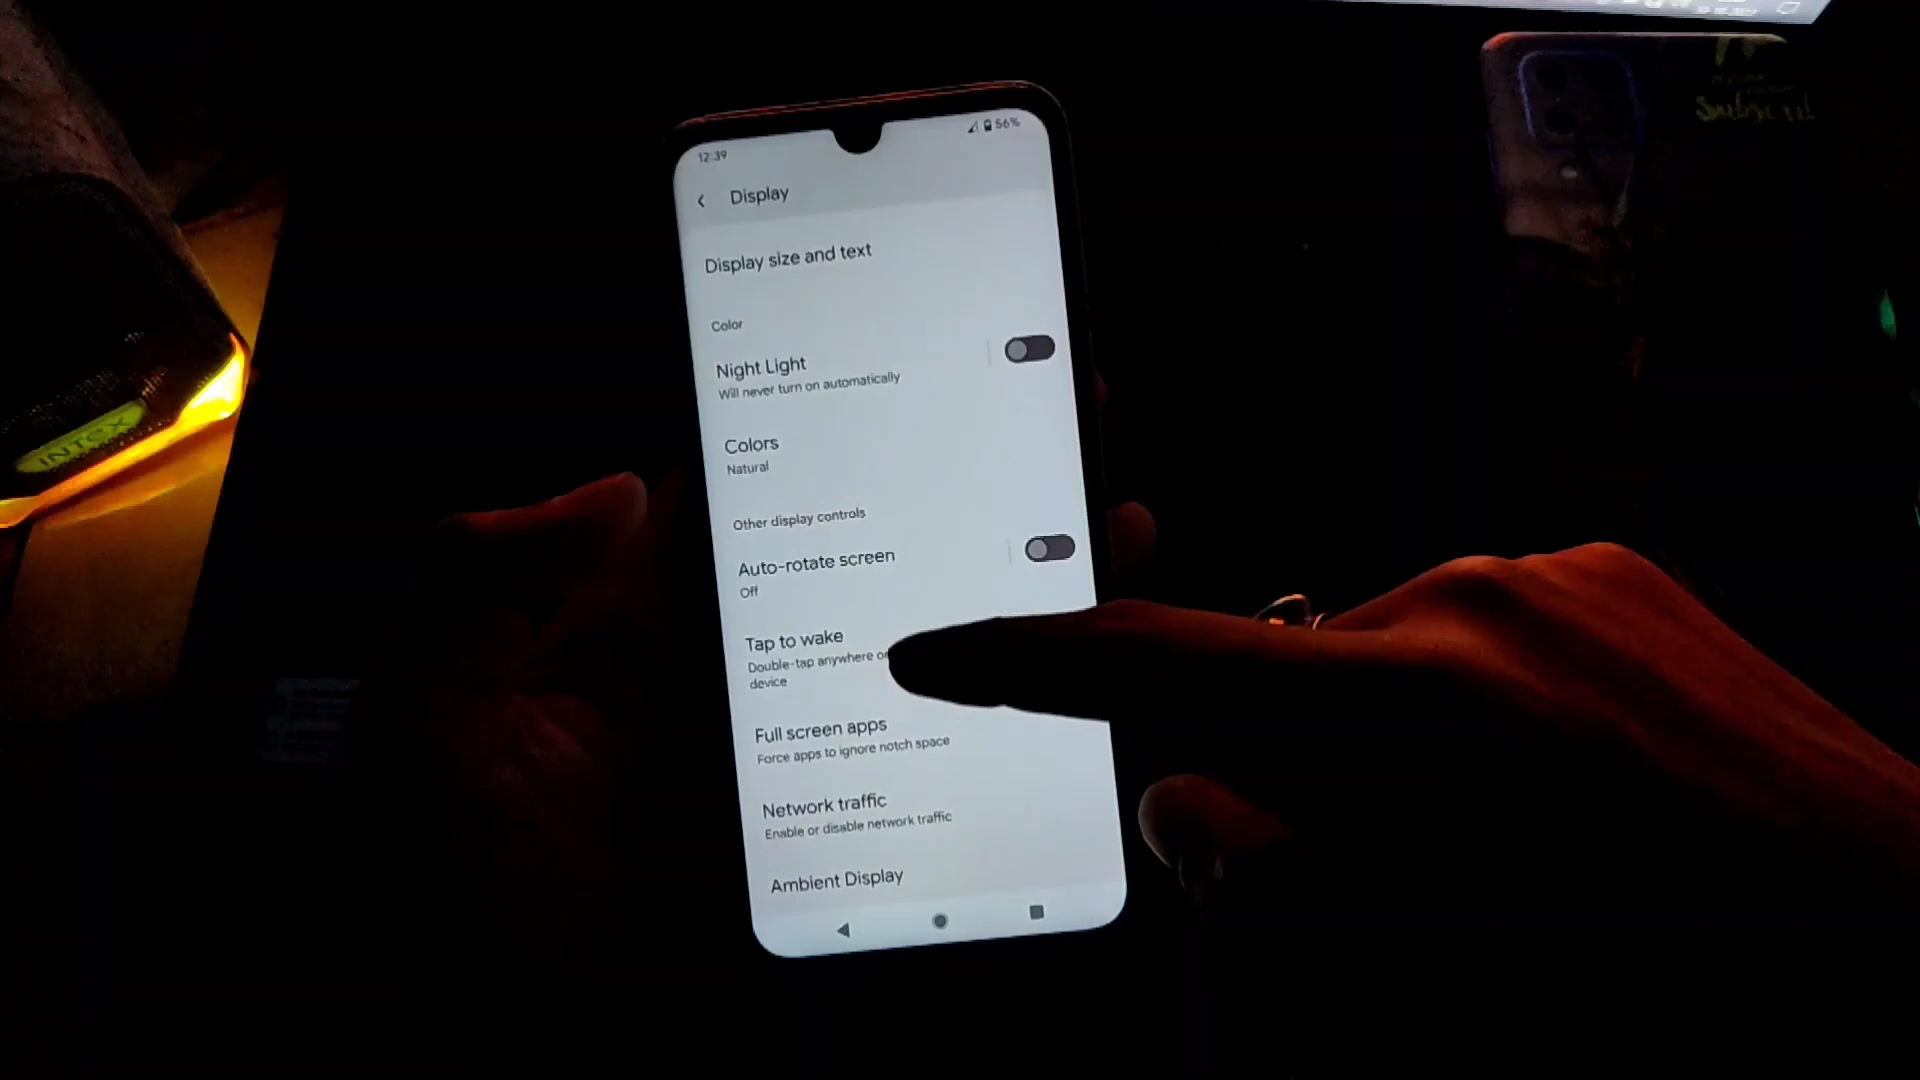 12:39
56%
Display
Display size and text
Color
Night Light
Will never turn on automatically
Colors
Natural
Other display controls
Auto-rotate screen
Off
Tap to wake
Double-tap anywhere
device
Full screen apps
Force apps to ignore notch space
Network traffic
Enable or disable network traffic
Ambient Display
INTEX